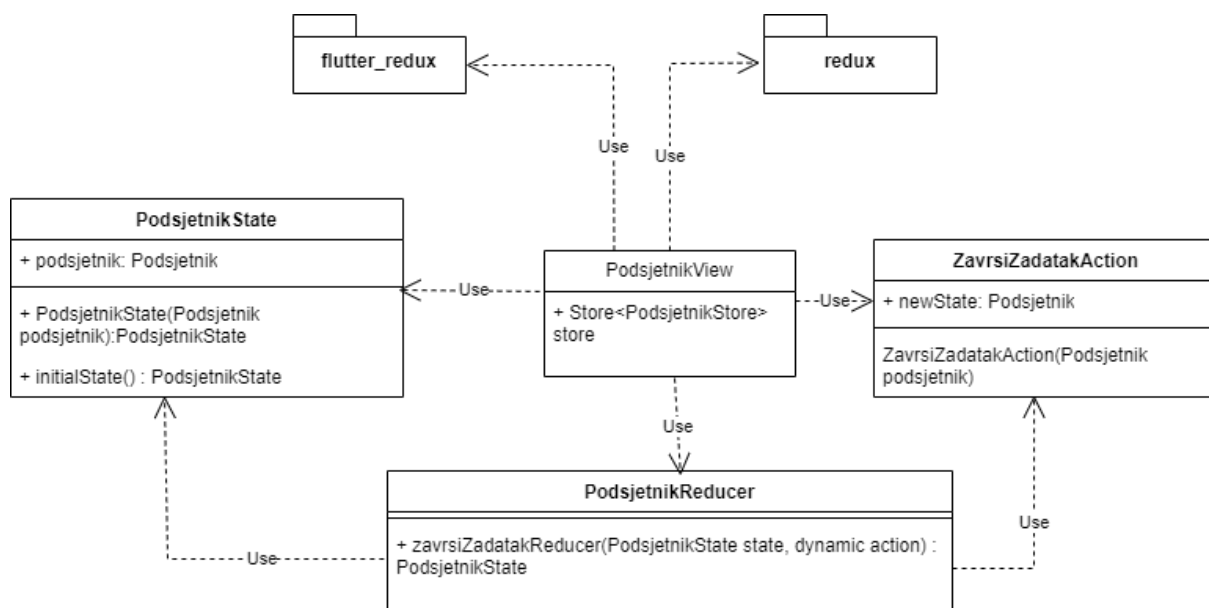 flutter_redux
redux
Use
Use
PodsjetnikState
+ podsjetnik: Podsjetnik
+ PodsjetnikState(Podsjetnik
podsjetnik):PodsjetnikState
+ initialState() : PodsjetnikState
Use
PodsjetnikView
+ Store<PodsjetnikStore>
store
Use
ZavrsiZadatakAction
+ newState: Podsjetnik
ZavrsiZadatakAction(Podsjetnik
podsjetnik)
Use
PodsjetnikReducer
+ zavrsiZadatakReducer(PodsjetnikState state, dynamic action) :
PodsjetnikState
Use
Use